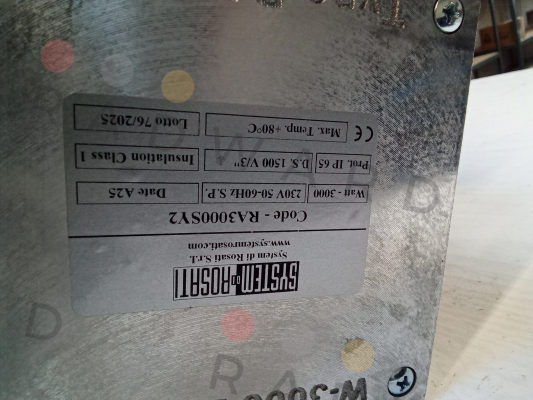 SYSTEM DI ROSATI
System di Rosati S.r.l.
www.systemrosati.com
Code - RA3000SY2
Watt - 3000 230V 50-60Hz S.P. Date A25
Prot. IP 65 D.S. 1500 V/3" Insulation Class I
CE Max. Temp. +80°C Lotto 76/2025
W-3000